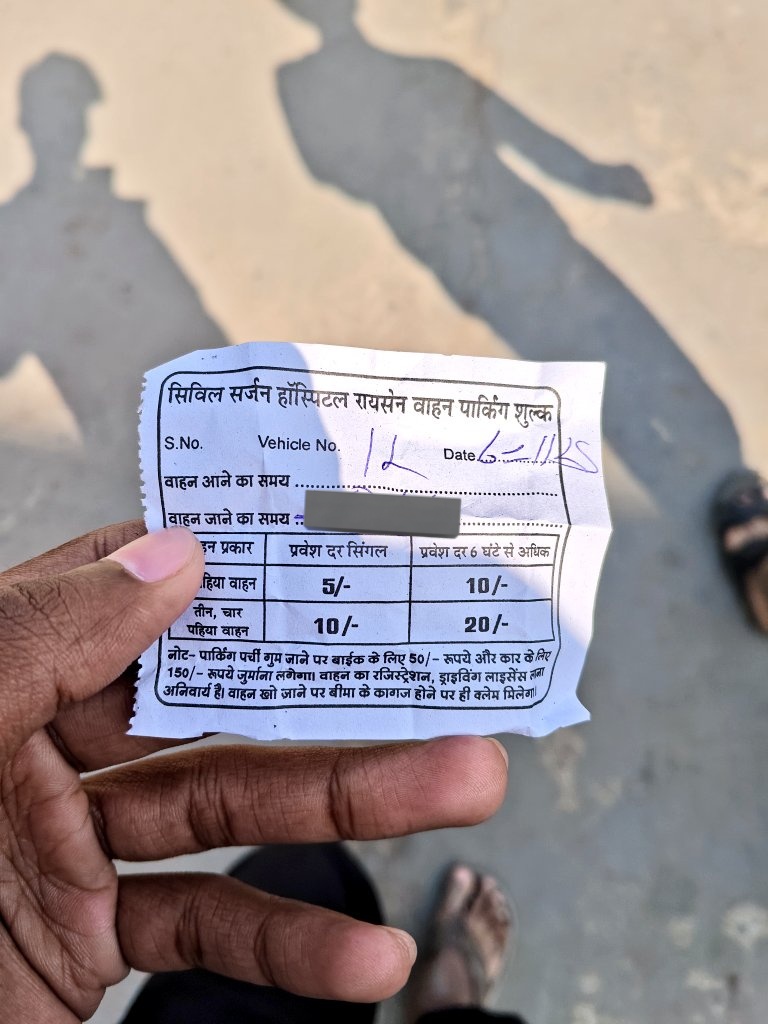 सिविल सर्जन हॉस्पिटल रायसेन वाहन पार्किंग शुल्क
S.No. Vehicle No. 12 Date 6-11-25
वाहन आने का समय ........................................
वाहन जाने का समय ........................................
हन प्रकार प्रवेश दर सिंगल प्रवेश दर 6 घंटे से अधिक
हिया वाहन 5/- 10/-
तीन, चार
पहिया वाहन 10/- 20/-
नोट- पार्किंग पर्ची गुम जाने पर बाईक के लिए 50/- रूपये और कार के लिए
150/- रूपये जुर्माना लगेगा। वाहन का रजिस्ट्रेशन, ड्राइविंग लाइसेंस लाना
अनिवार्य है। वाहन खो जाने पर बीमा के कागज होने पर ही क्लेम मिलेगा।